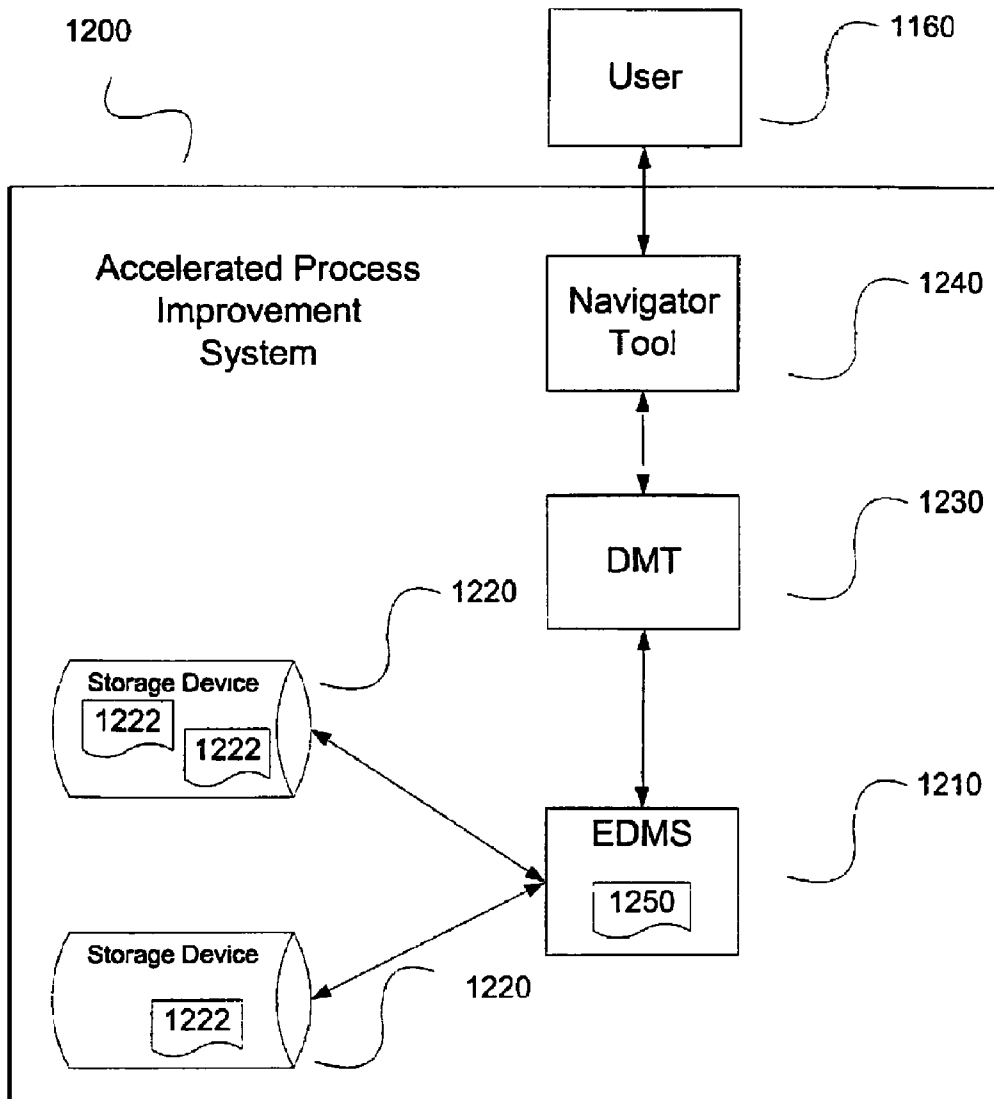 1200
User
1160
Accelerated Process
Improvement
System
Navigator
Tool
1240
DMT
1230
1220
Storage Device
1222
1222
EDMS
1250
1210
Storage Device
1222
1220